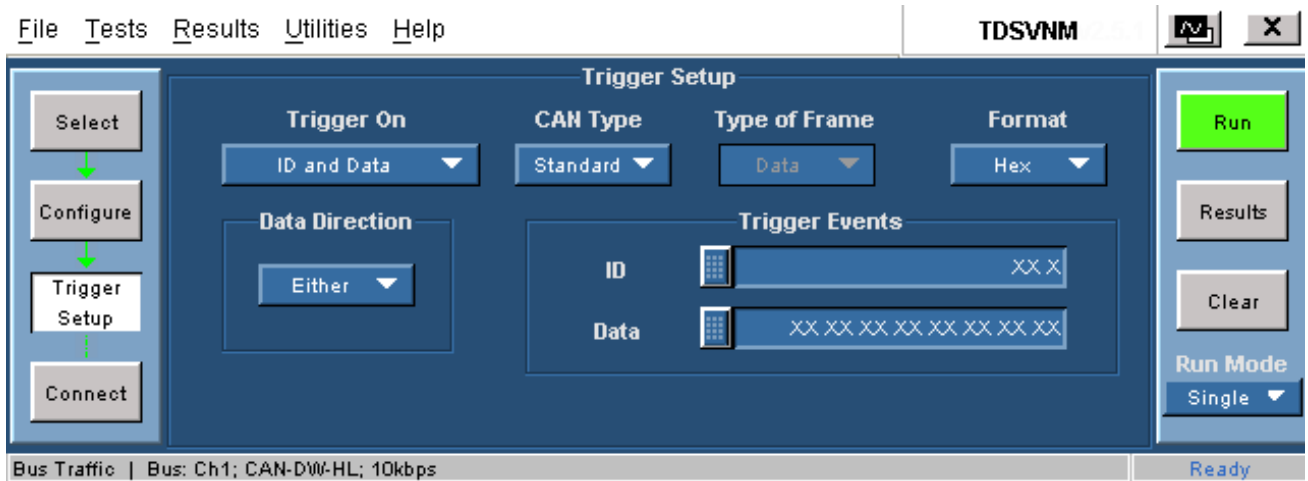 File Tests Results Utilities Help TDSVNM
Trigger Setup
Select
Trigger On CAN Type Type of Frame Format
Run
ID and Data Standard Data Hex
Configure
Data Direction Trigger Events
Results
ID XX X
Either
Trigger
Setup
Clear
Data XX XX XX XX XX XX XX XX
Run Mode
Connect
Single
Bus Traffic | Bus: Ch1; CAN-DW-HL; 10kbps Ready